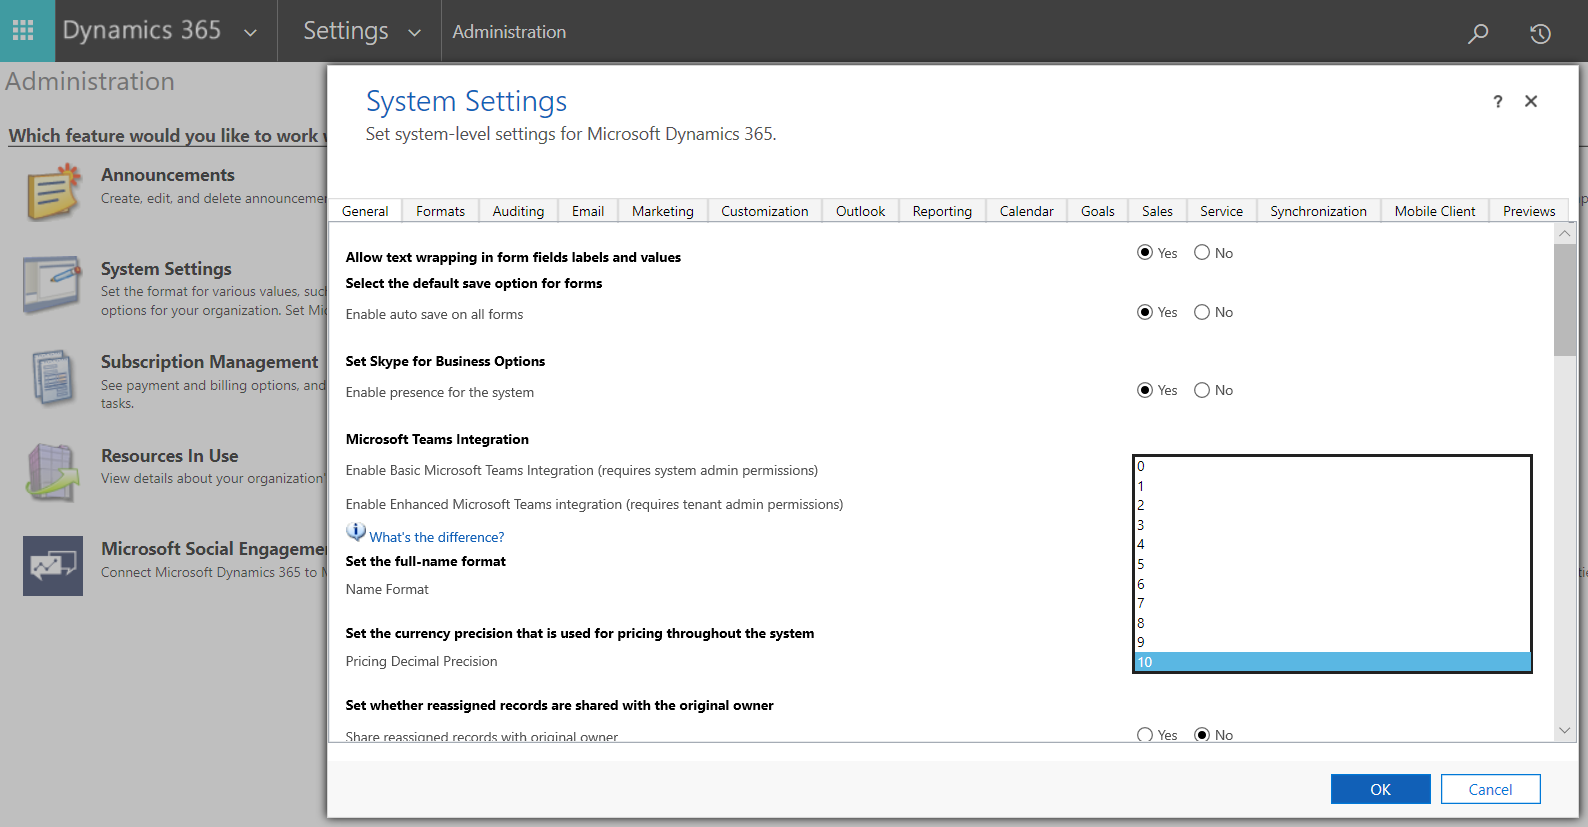 Dynamics 365
Settings
Administration
Administration
Which feature would you like to work
Announcements
Create, edit, and delete
System Settings
Set the format for various values,
options for your organization. Set
Subscription Management
See payment and billing options, and
tasks.
Resources In Use
View details about your organization'
Microsoft Social
Connect Microsoft Dynamics 365 to
System Settings
Set system-level settings for Microsoft Dynamics 365.
?
General Formats Auditing Email Marketing Customization Outlook Reporting Calendar Goals Sales Service Synchronization Mobile Client Previews
Allow text wrapping in form fields labels and values Yes No
Select the default save option for forms
Enable auto save on all forms Yes No
Set Skype for Business Options
Enable presence for the system Yes No
Microsoft Teams Integration
Enable Basic Microsoft Teams Integration (requires system admin permissions)
Enable Enhanced Microsoft Teams integration (requires tenant admin permissions)
What's the difference?
Set the full-name format
Name Format
Set the currency precision that is used for pricing throughout the system
Pricing Decimal Precision
0
1
2
3
4
5
6
7
8
9
10
Set whether reassigned records are shared with the original owner
Share reassigned records with original owner Yes No
OK Cancel